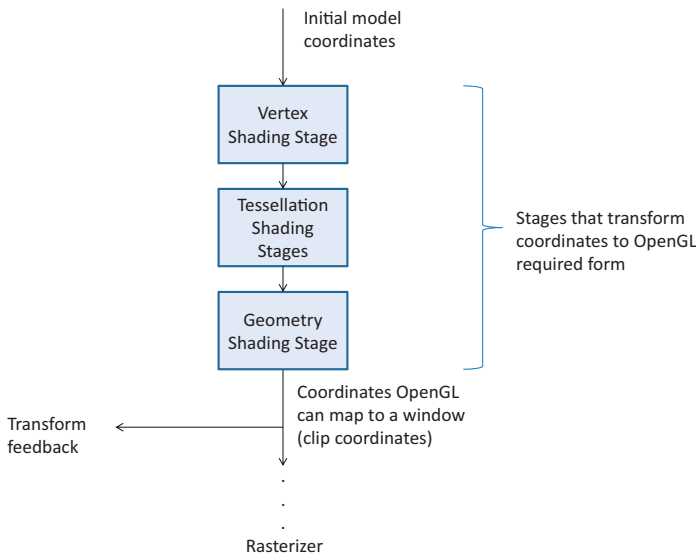 Initial model
coordinates
Vertex
Shading Stage
Tessellation
Shading
Stages
Stages that transform
coordinates to OpenGL
required form
Geometry
Shading Stage
Coordinates OpenGL
can map to a window
(clip coordinates)
Transform
feedback
.
.
.
Rasterizer